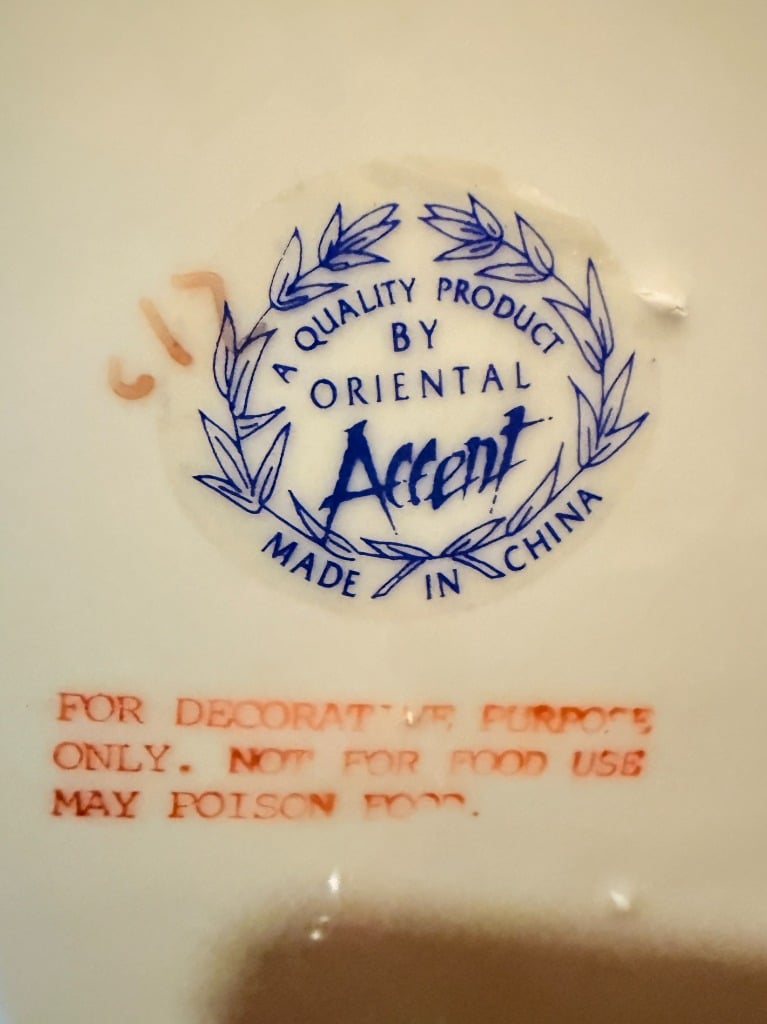 617
A QUALITY PRODUCT
BY
ORIENTAL
Accent
MADE IN CHINA
FOR DECORATIVE PURPOSE
ONLY. NOT FOR FOOD USE
MAY POISON FOOD.